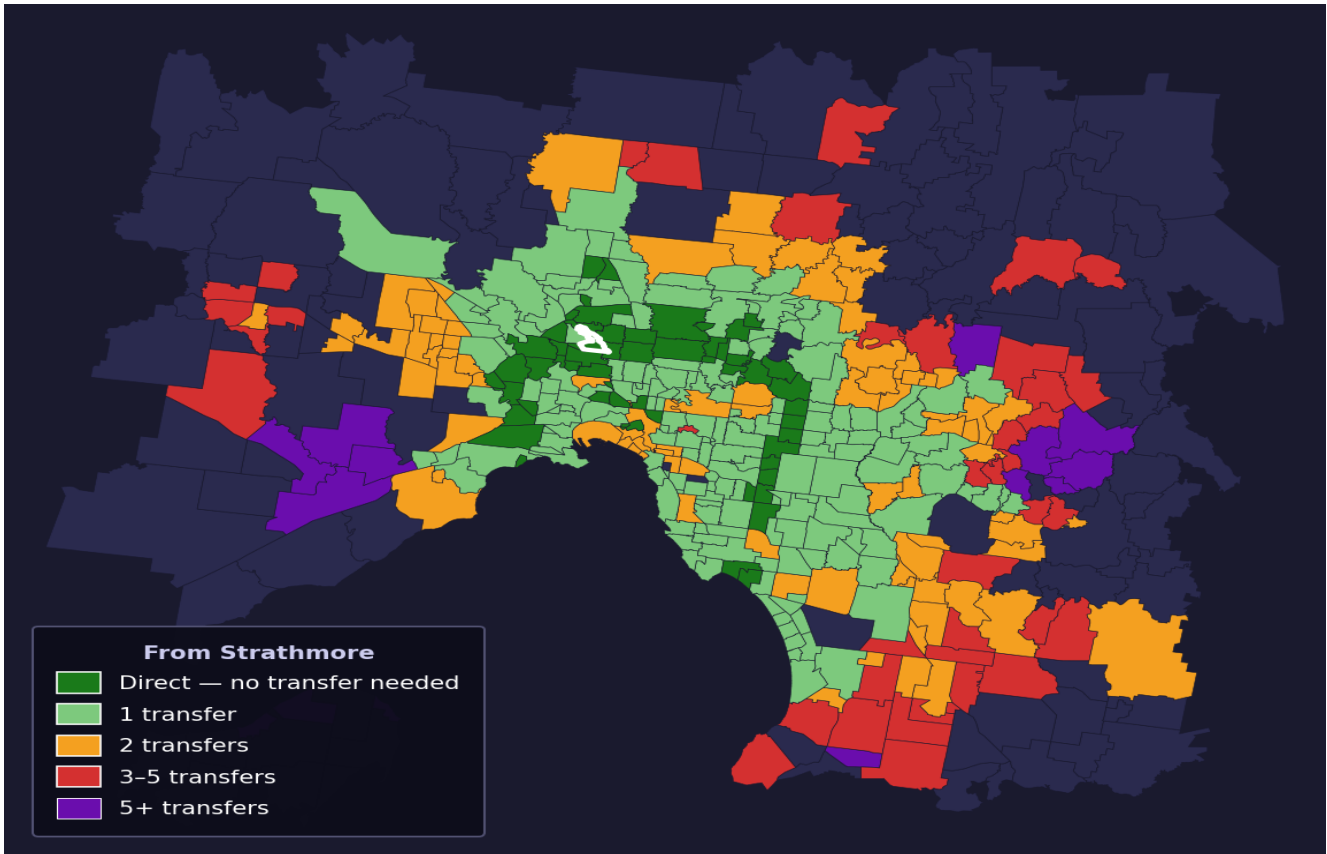 From Strathmore
Direct — no transfer needed
1 transfer
2 transfers
3–5 transfers
5+ transfers